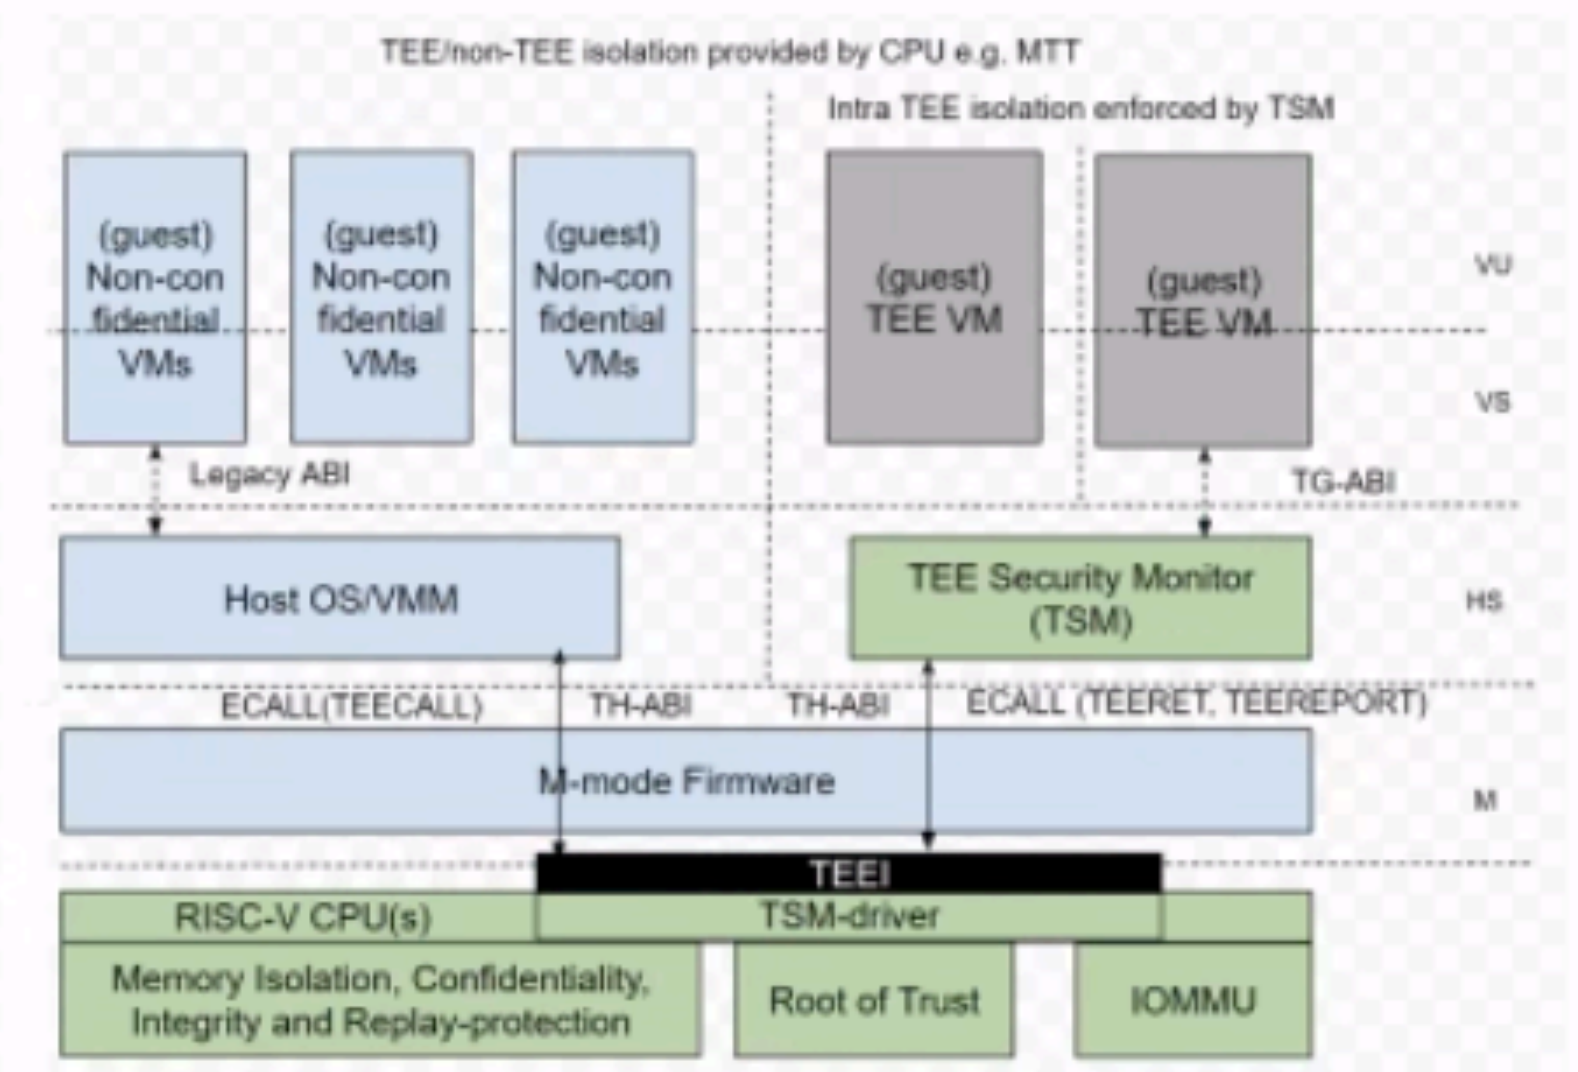 TEE/non-TEE isolation provided by CPU e.g. MTT
Intra TEE isolation enforced by TSM
(guest)
Non-con
fidential
VMs
(guest)
Non-con
fidential
VMs
(guest)
Non-con
fidential
VMs
(guest)
TEE VM
(guest)
TEE VM
VU
VS
Legacy ABI
TG-ABI
Host OS/VMM
TEE Security Monitor
(TSM)
HS
ECALL(TEECALL)
TH-ABI
TH-ABI
ECALL (TEERET, TEEREPORT)
M-mode Firmware
M
TEEI
RISC-V CPU(s)
TSM-driver
Memory Isolation, Confidentiality,
Integrity and Replay-protection
Root of Trust
IOMMU